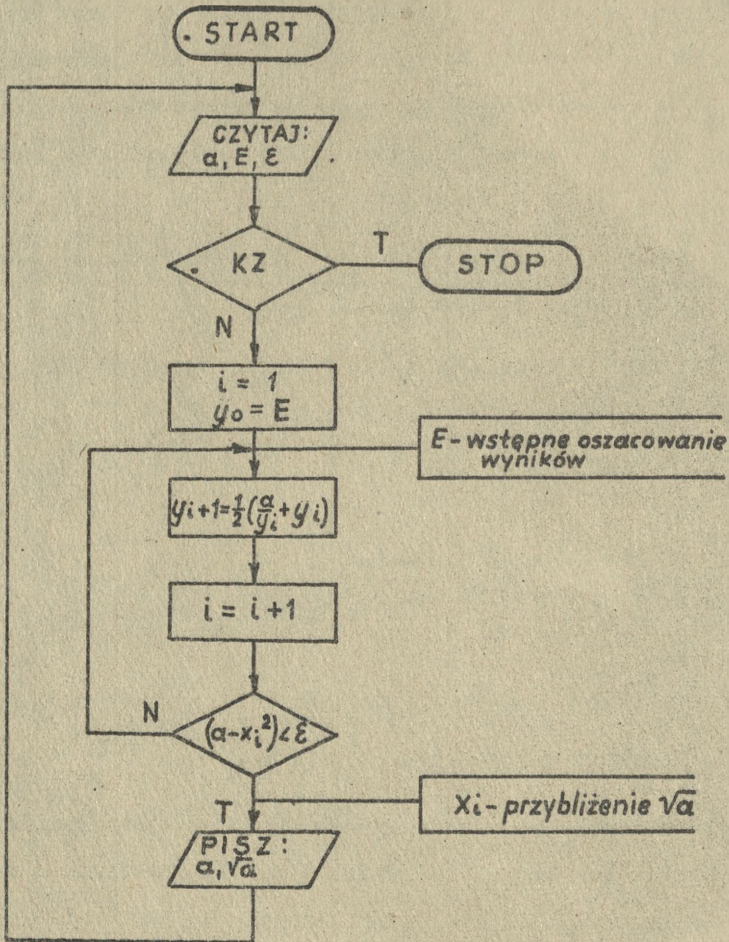 START
CZYTAJ:
a, E, ε
KZ
T
STOP
N
i = 1
y₀ = E
E - wstępne oszacowanie
wyników
yi+1=½(a/yi+yi)
i = i+1
N
(a-xi²)<ε
T
Xi - przybliżenie √a
PISZ:
a, √a